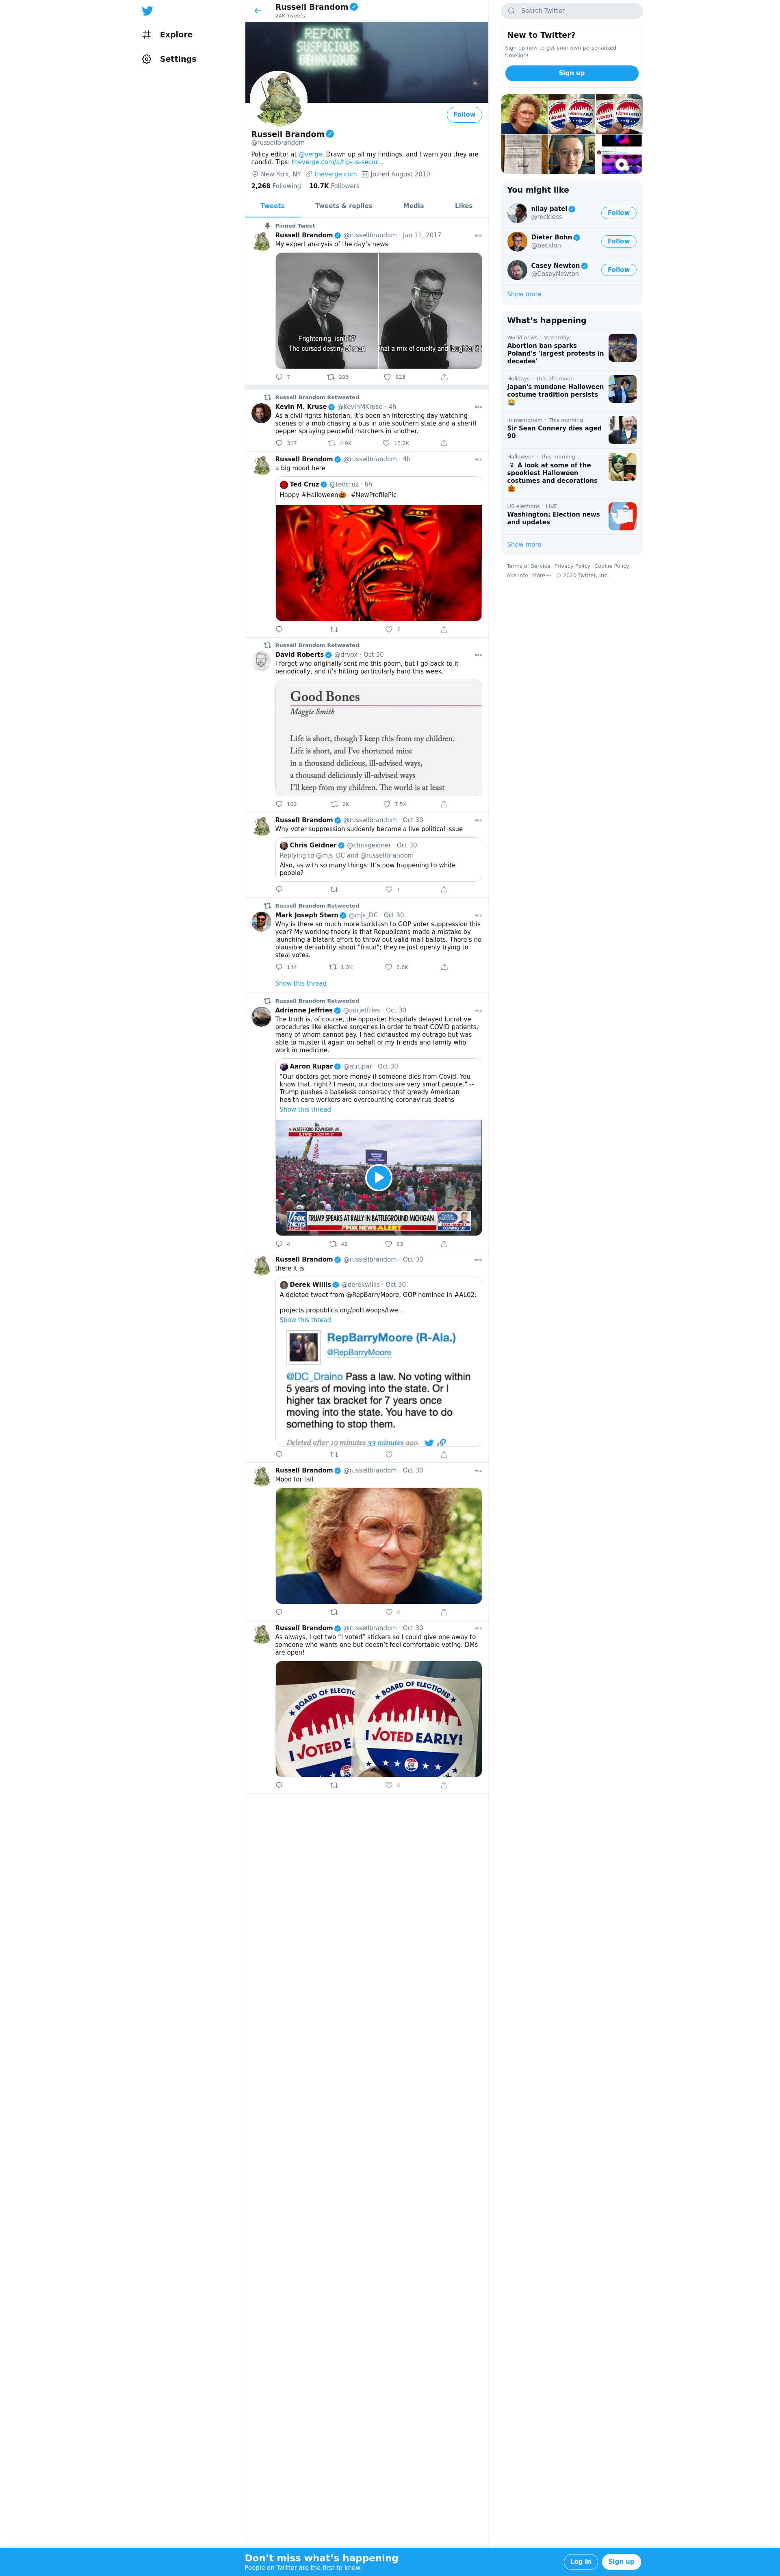 Explore
Settings
Russell Brandom
24K Tweets
REPORT
SUSPICIOUS
BEHAVIOUR
Follow
Russell Brandom
@russellbrandom
Policy editor at @verge. Drawn up all my findings, and I warn you they are
candid. Tips: theverge.com/a/tip-us-secur…
New York, NY theverge.com Joined August 2010
2,268 Following 10.7K Followers
Tweets Tweets & replies Media Likes
Pinned Tweet
Russell Brandom @russellbrandom · Jan 11, 2017
My expert analysis of the day's news
Frightening, isn't it?
The cursed destiny of man
that a mix of cruelty and laughter it i
7 283 823
Russell Brandom Retweeted
Kevin M. Kruse @KevinMKruse · 4h
As a civil rights historian, it's been an interesting day watching
scenes of a mob chasing a bus in one southern state and a sheriff
pepper spraying peaceful marchers in another.
317 4.9K 15.2K
Russell Brandom @russellbrandom · 4h
a big mood here
Ted Cruz @tedcruz · 6h
Happy #Halloween🎃 #NewProfilePic
7
Russell Brandom Retweeted
David Roberts @drvox · Oct 30
I forget who originally sent me this poem, but I go back to it
periodically, and it's hitting particularly hard this week.
Good Bones
Maggie Smith
Life is short, though I keep this from my children.
Life is short, and I've shortened mine
in a thousand delicious, ill-advised ways,
a thousand deliciously ill-advised ways
I'll keep from my children. The world is at least
102 2K 7.5K
Russell Brandom @russellbrandom · Oct 30
Why voter suppression suddenly became a live political issue
Chris Geidner @chrisgeidner · Oct 30
Replying to @mjs_DC and @russellbrandom
Also, as with so many things: It's now happening to white
people?
1
Russell Brandom Retweeted
Mark Joseph Stern @mjs_DC · Oct 30
Why is there so much more backlash to GOP voter suppression this
year? My working theory is that Republicans made a mistake by
launching a blatant effort to throw out valid mail ballots. There's no
plausible deniability about "fraud"; they're just openly trying to
steal votes.
144 1.3K 6.6K
Show this thread
Russell Brandom Retweeted
Adrianne Jeffries @adrjeffries · Oct 30
The truth is, of course, the opposite: Hospitals delayed lucrative
procedures like elective surgeries in order to treat COVID patients,
many of whom cannot pay. I had exhausted my outrage but was
able to muster it again on behalf of my friends and family who
work in medicine.
Aaron Rupar @atrupar · Oct 30
"Our doctors get more money if someone dies from Covid. You
know that, right? I mean, our doctors are very smart people." --
Trump pushes a baseless conspiracy that greedy American
health care workers are overcounting coronavirus deaths
Show this thread
WATERFORD TOWNSHIP, MI
LIVE
FOX
NEWS
TRUMP SPEAKS AT RALLY IN BATTLEGROUND MICHIGAN
FOX NEWS ALERT
4 42 83
Russell Brandom @russellbrandom · Oct 30
there it is
Derek Willis @derekwillis · Oct 30
A deleted tweet from @RepBarryMoore, GOP nominee in #AL02:
projects.propublica.org/politwoops/twe…
Show this thread
RepBarryMoore (R-Ala.)
@RepBarryMoore
@DC_Draino Pass a law. No voting within
5 years of moving into the state. Or I
higher tax bracket for 7 years once
moving into the state. You have to do
something to stop them.
Deleted after 19 minutes 33 minutes ago.
Russell Brandom @russellbrandom · Oct 30
Mood for fall
4
Russell Brandom @russellbrandom · Oct 30
As always, I got two "I voted" stickers so I could give one away to
someone who wants one but doesn't feel comfortable voting. DMs
are open!
BOARD OF ELECTIONS
I VOTED
BOARD OF ELECTIONS
I VOTED EARLY!
4
Search Twitter
New to Twitter?
Sign up now to get your own personalized
timeline!
Sign up
You might like
nilay patel
@reckless
Follow
Dieter Bohn
@backlon
Follow
Casey Newton
@CaseyNewton
Follow
Show more
What's happening
World news · Yesterday
Abortion ban sparks
Poland's 'largest protests in
decades'
Holidays · This afternoon
Japan's mundane Halloween
costume tradition persists
😂
In memoriam · This morning
Sir Sean Connery dies aged
90
Halloween · This morning
👻 A look at some of the
spookiest Halloween
costumes and decorations
🎃
US elections · LIVE
Washington: Election news
and updates
Show more
Terms of Service Privacy Policy Cookie Policy
Ads info More © 2020 Twitter, Inc.
Don't miss what's happening
People on Twitter are the first to know.
Log in Sign up